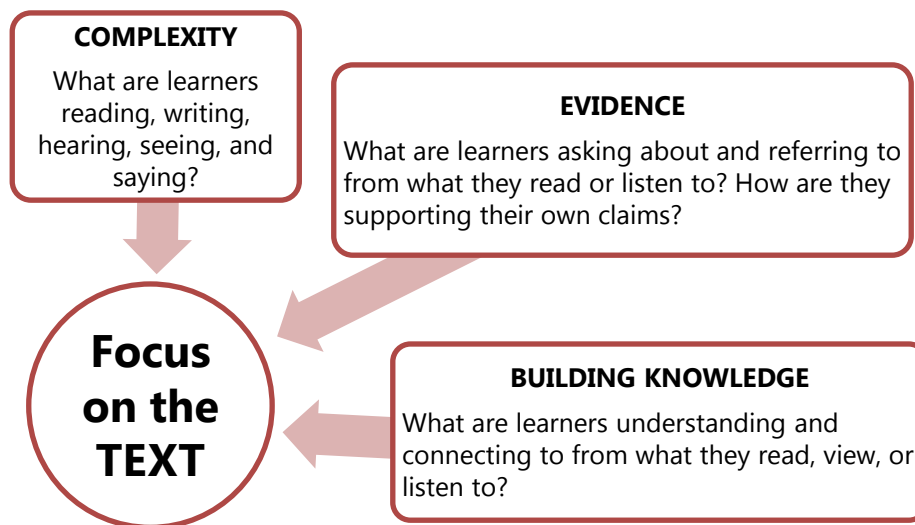 COMPLEXITY
What are learners
reading, writing,
hearing, seeing, and
saying?
EVIDENCE
What are learners asking about and referring to
from what they read or listen to? How are they
supporting their own claims?
Focus
on the
TEXT
BUILDING KNOWLEDGE
What are learners understanding and
connecting to from what they read, view, or
listen to?